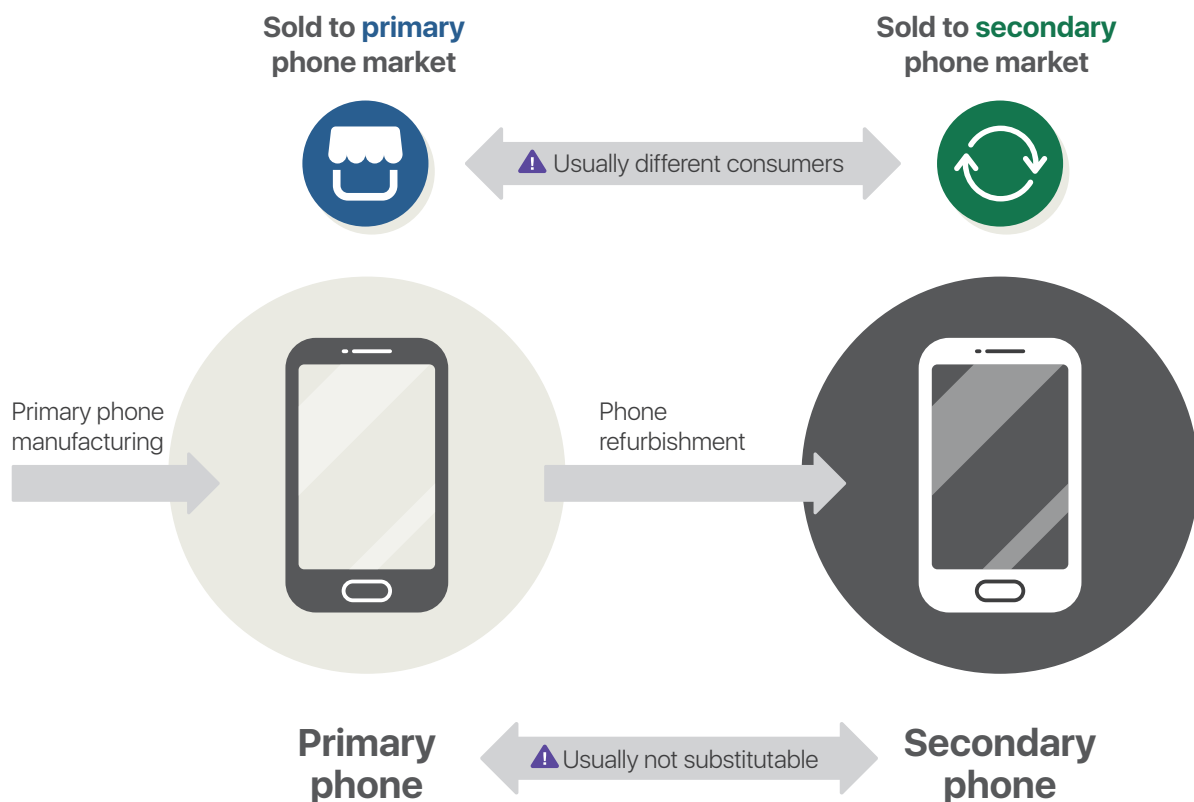 Sold to primary
phone market
Sold to secondary
phone market
Usually different consumers
Primary phone
manufacturing
Phone
refurbishment
Primary
phone
Usually not substitutable
Secondary
phone